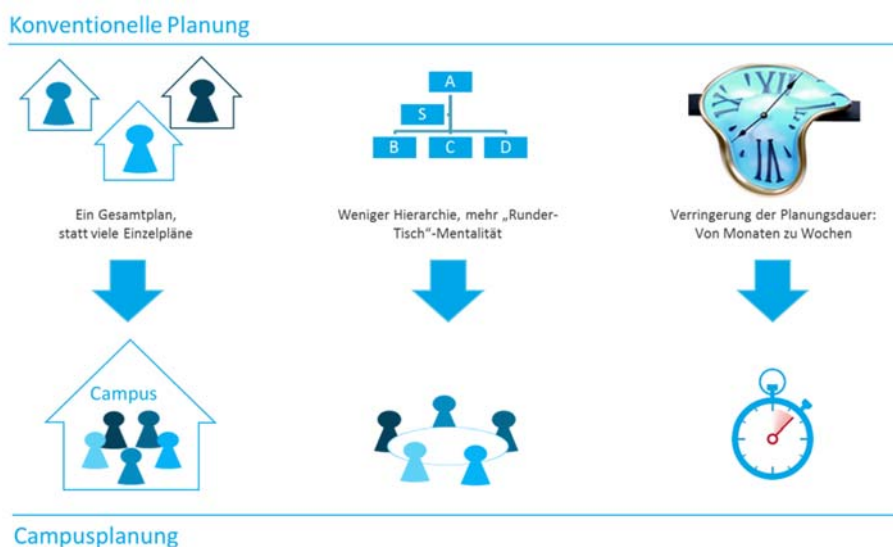 Konventionelle Planung
A
S
B C D
Ein Gesamtplan,
statt viele Einzelpläne
Weniger Hierarchie, mehr „Runder-
Tisch“-Mentalität
Verringerung der Planungsdauer:
Von Monaten zu Wochen
Campus
Campusplanung